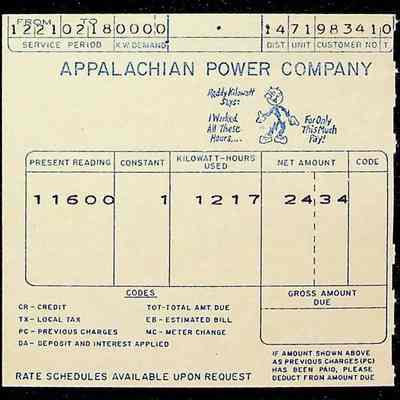 FROM TO
1221 0218 0000 . 14 71983410
SERVICE PERIOD K.W. DEMAND DIST UNIT CUSTOMER NO. T
APPALACHIAN POWER COMPANY
Reddy Kilowatt
Says:
I Worked
All These
Hours....
For Only
This Much
Pay!
PRESENT READING CONSTANT KILOWATT-HOURS USED NET AMOUNT CODE
11600 1 1217 2434
CODES
CR - CREDIT TOT-TOTAL AMT. DUE
TX - LOCAL TAX EB - ESTIMATED BILL
PC - PREVIOUS CHARGES MC - METER CHANGE
DA - DEPOSIT AND INTEREST APPLIED
GROSS AMOUNT
DUE
IF AMOUNT SHOWN ABOVE
AS PREVIOUS CHARGES (PC)
HAS BEEN PAID, PLEASE
DEDUCT FROM AMOUNT DUE
RATE SCHEDULES AVAILABLE UPON REQUEST